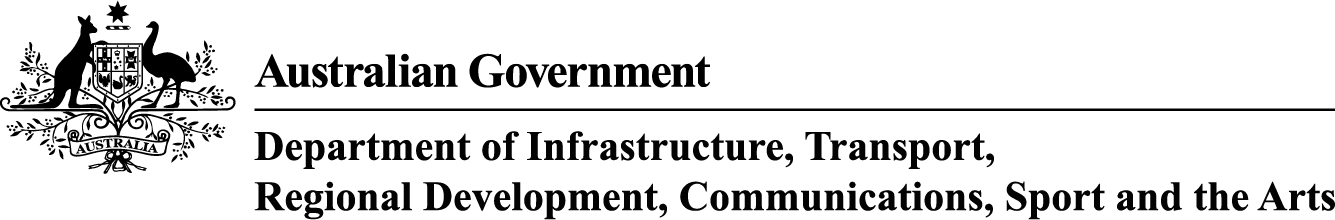 Australian Government
Department of Infrastructure, Transport,
Regional Development, Communications, Sport and the Arts
AUSTRALIA